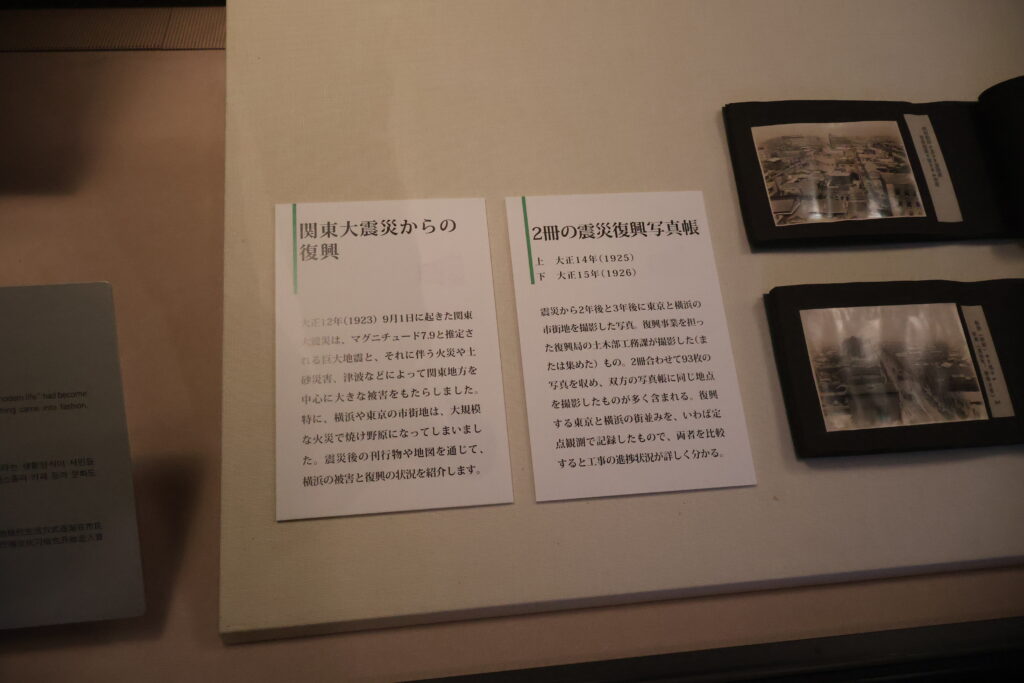 関東大震災からの
復興
大正12年(1923) 9月1日に起きた関東
大震災は、マグニチュード7.9と推定さ
れる巨大地震と、それに伴う火災や土
砂災害、津波などによって関東地方を
中心に大きな被害をもたらしました。
特に、横浜や東京の市街地は、大規模
な火災で焼け野原になってしまいまし
た。震災後の刊行物や地図を通じて、
横浜の被害と復興の状況を紹介します。
2冊の震災復興写真帳
上 大正14年(1925)
下 大正15年(1926)
震災から2年後と3年後に東京と横浜の
市街地を撮影した写真。復興事業を担っ
た復興局の土木部工務課が撮影した(ま
たは集めた)もの。2冊合わせて93枚の
写真を収め、双方の写真帳に同じ地点
を撮影したものが多く含まれる。復興
する東京と横浜の街並みを、いわば定
点観測で記録したもので、両者を比較
すると工事の進捗状況が詳しく分かる。
modern life" had become
thing came into fashion.